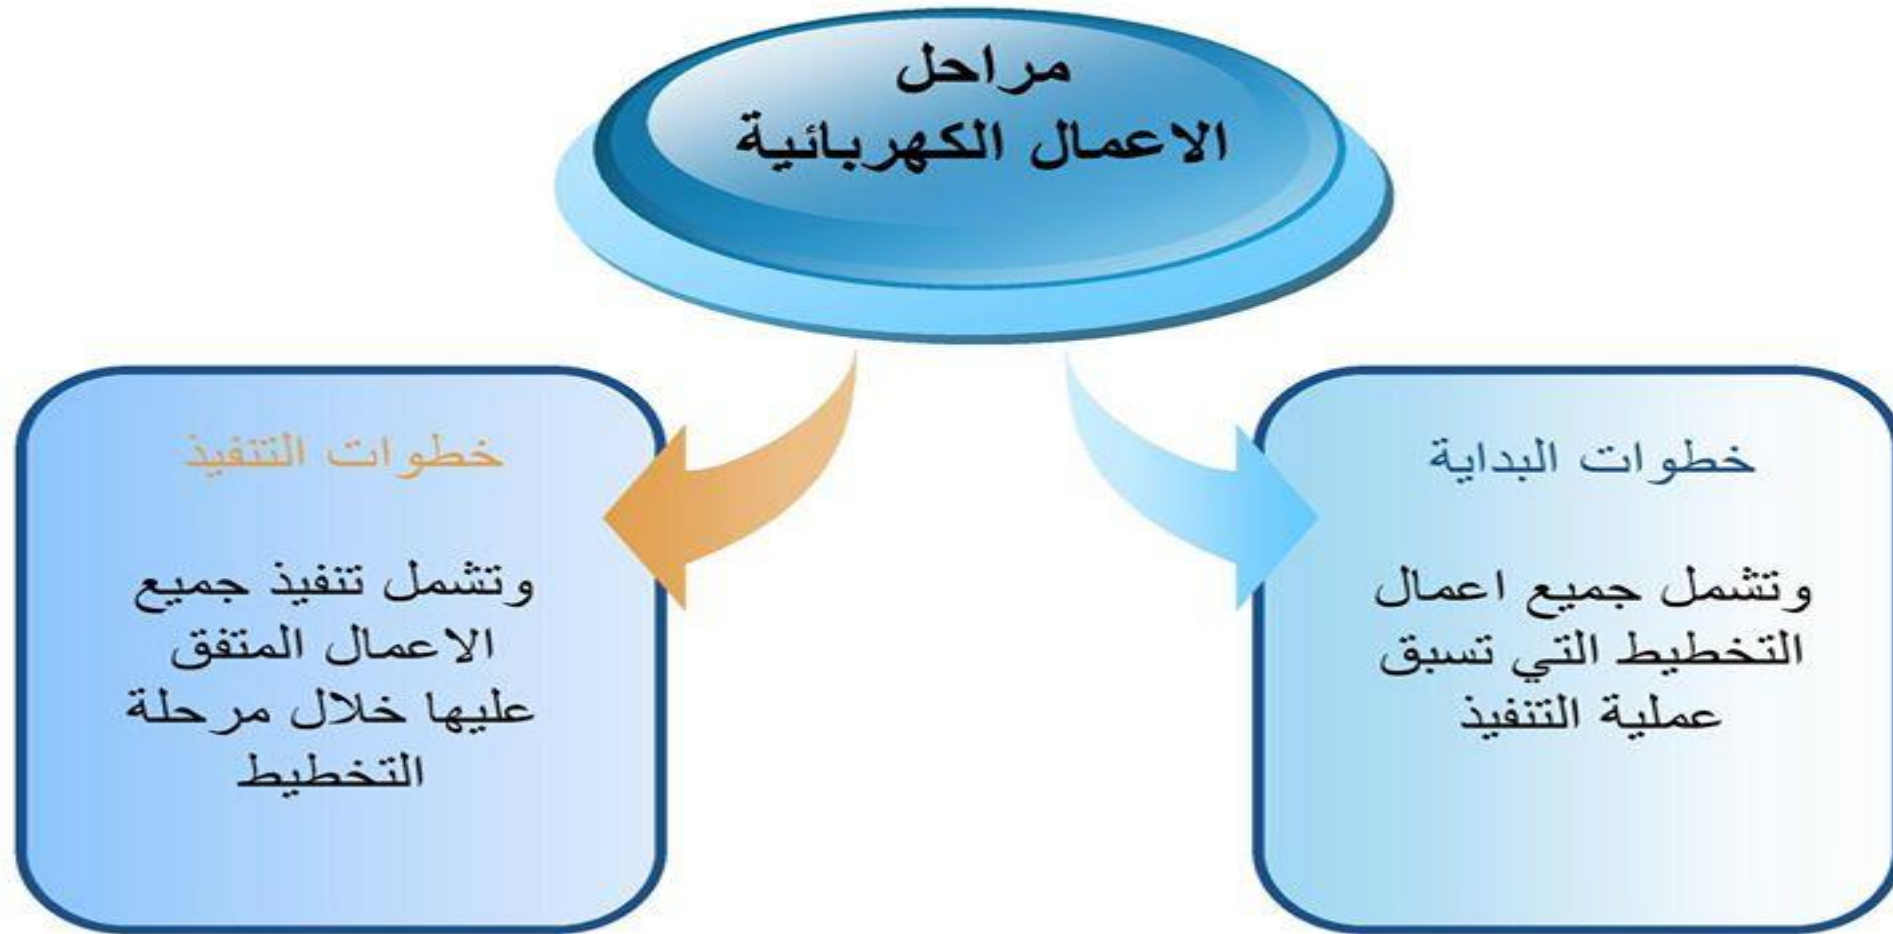 مراحل
الاعمال الكهربائية
خطوات البداية
وتشمل جميع اعمال
التخطيط التي تسبق
عملية التنفيذ
خطوات التنفيذ
وتشمل تنفيذ جميع
الاعمال المتفق
عليها خلال مرحلة
التخطيط